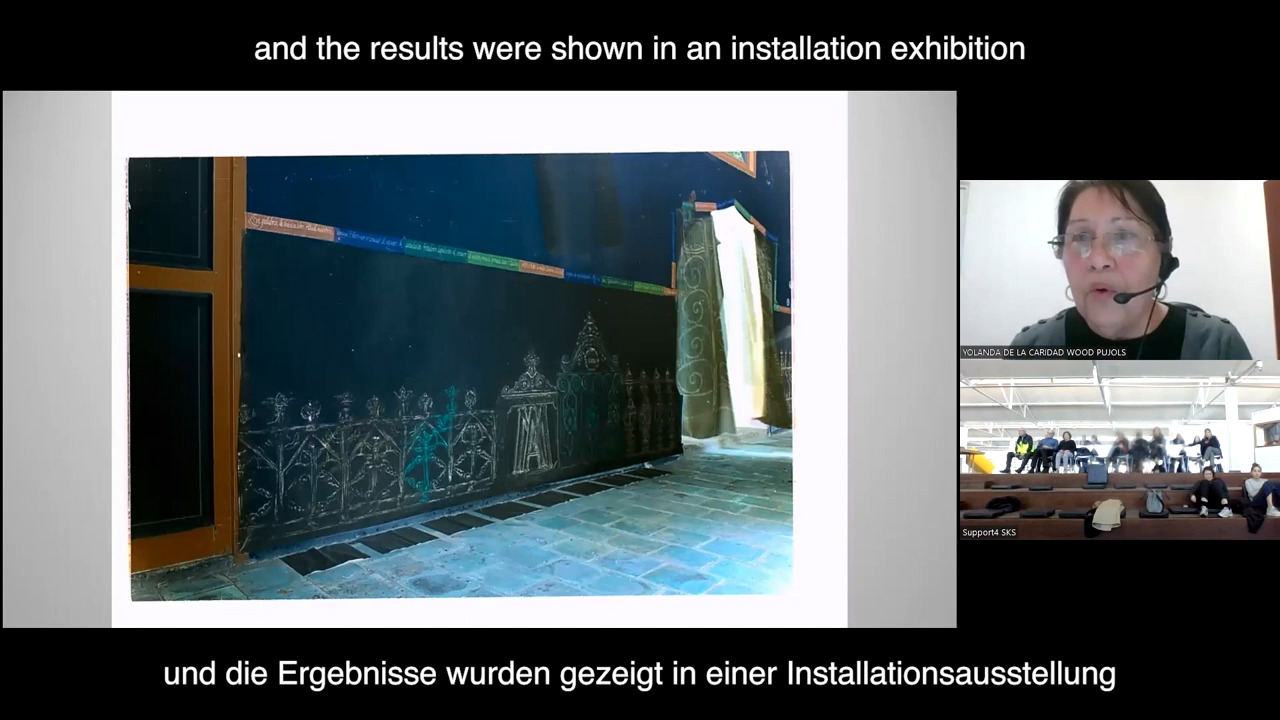 and the results were shown in an installation exhibition
YOLANDA DE LA CARIDAD WOOD PUJOLS
Support4 SKS
und die Ergebnisse wurden gezeigt in einer Installationsausstellung